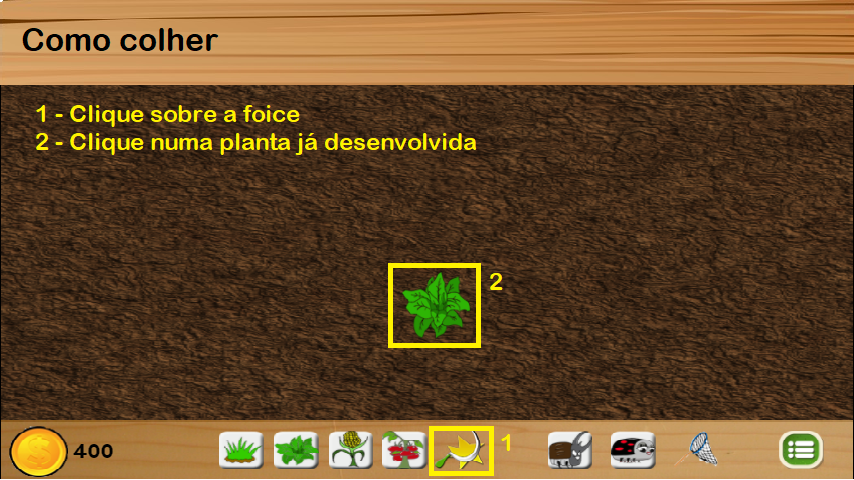 Como colher
1 - Clique sobre a foice
2 - Clique numa planta já desenvolvida
2
1
400